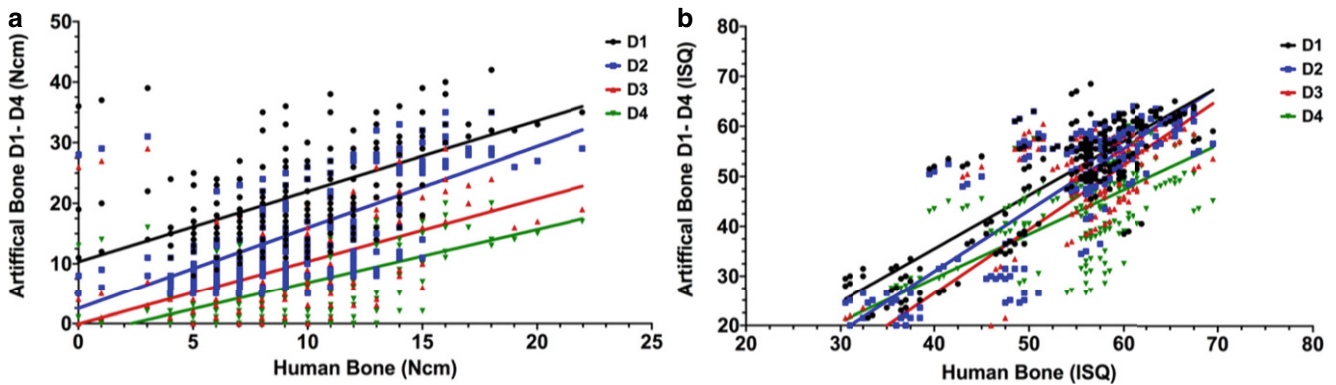 a
Artifical Bone D1- D4 (Ncm)
50
40
30
20
10
0
0 5 10 15 20 25
Human Bone (Ncm)
D1
D2
D3
D4
b
Artifical Bone D1- D4 (ISQ)
80
70
60
50
40
30
20
20 30 40 50 60 70 80
Human Bone (ISQ)
D1
D2
D3
D4